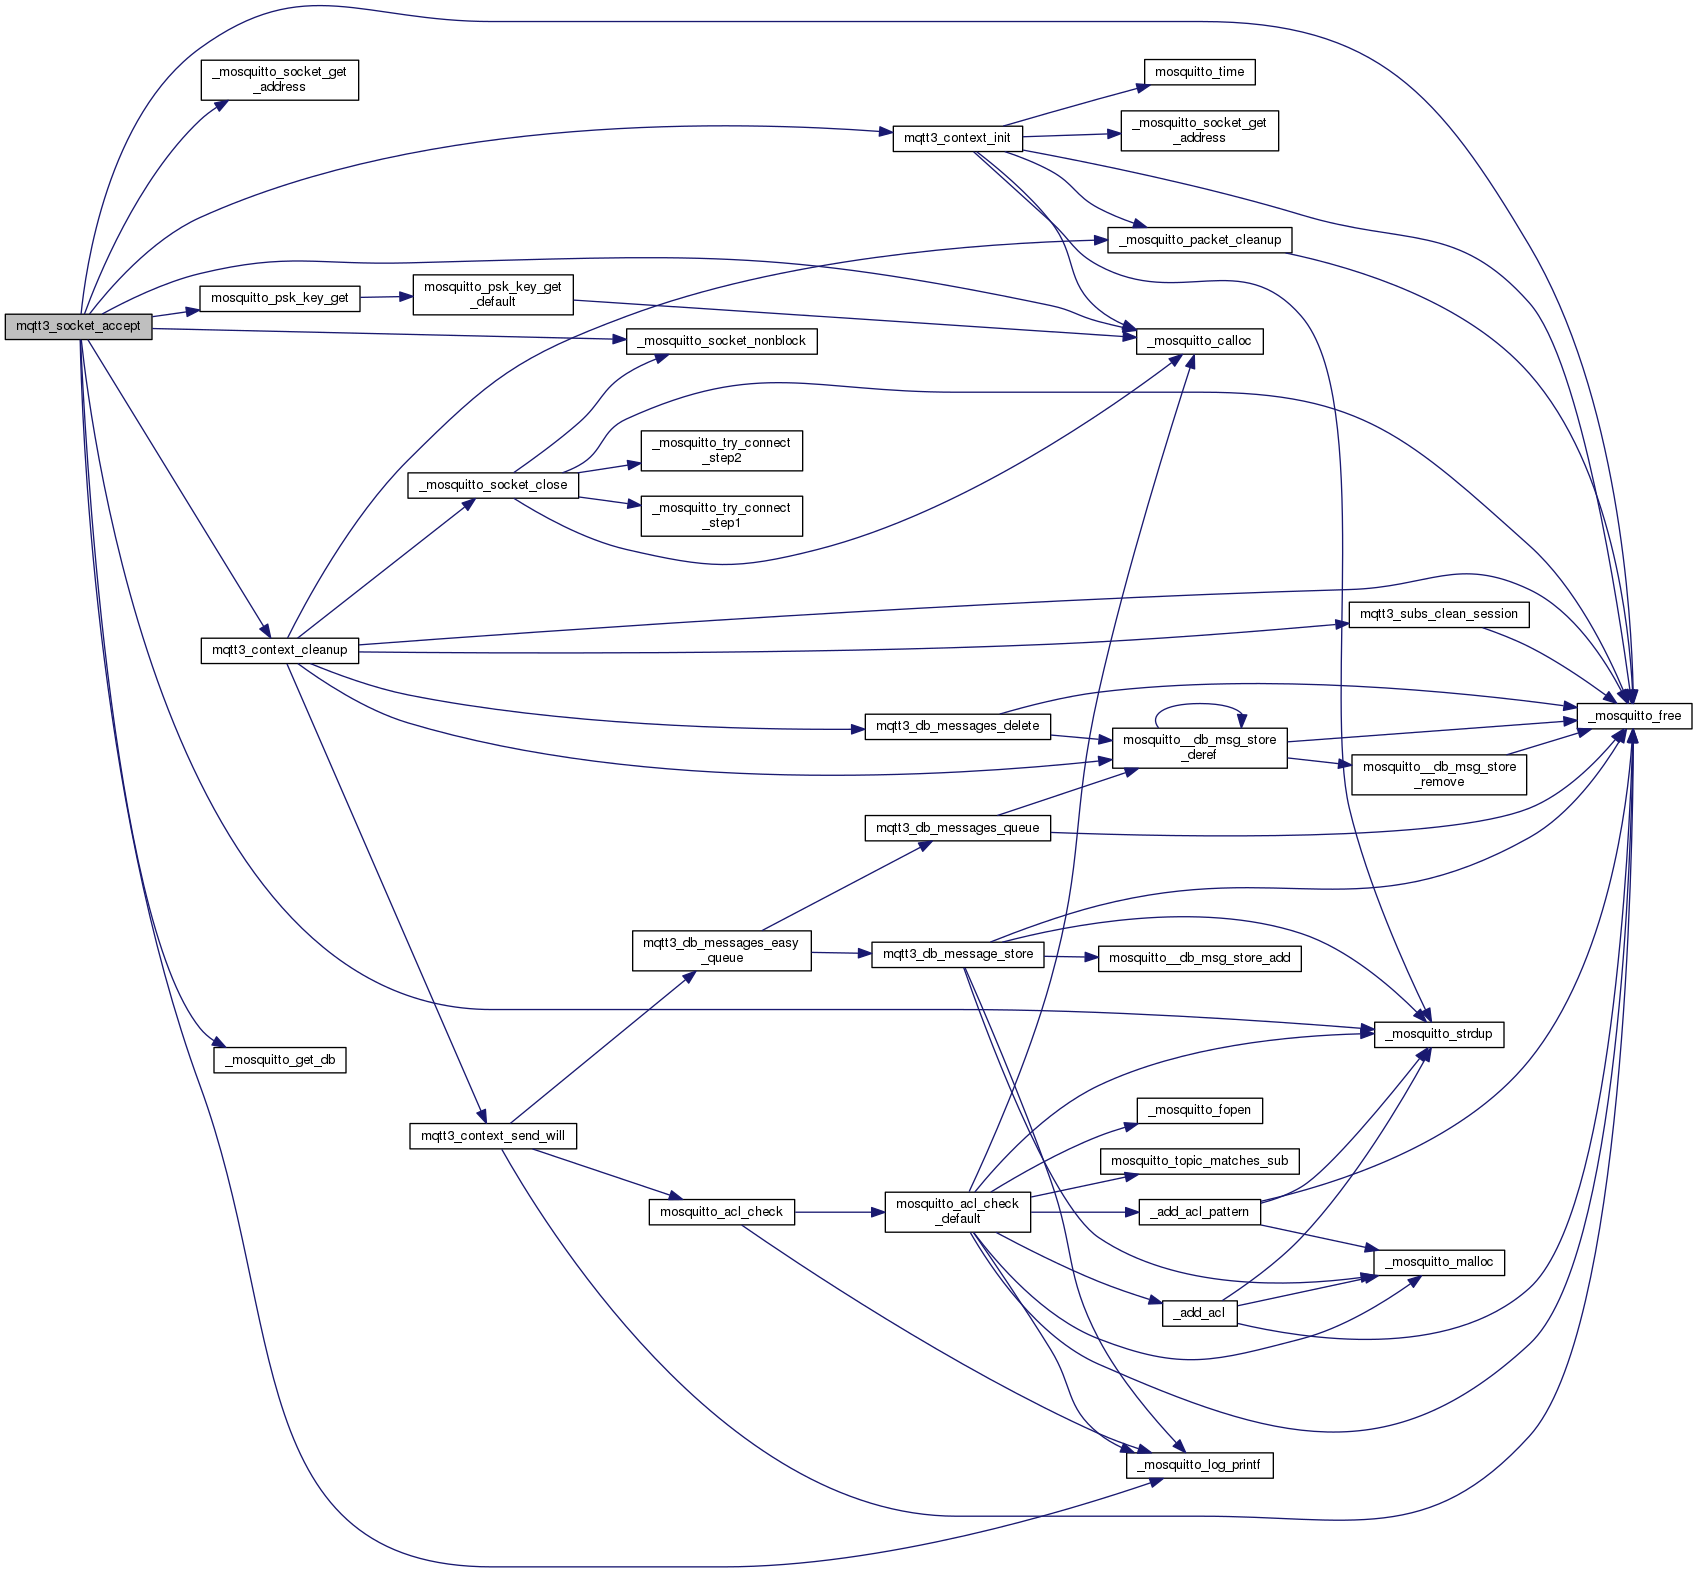 _mosquitto_socket_get
_address
mosquitto_time
_mosquitto_socket_get
_address
mqtt3_context_init
_mosquitto_packet_cleanup
mosquitto_psk_key_get
mosquitto_psk_key_get
_default
mqtt3_socket_accept
_mosquitto_socket_nonblock
_mosquitto_calloc
_mosquitto_try_connect
_step2
_mosquitto_socket_close
_mosquitto_try_connect
_step1
mqtt3_subs_clean_session
mqtt3_context_cleanup
_mosquitto_free
mqtt3_db_messages_delete
mosquitto__db_msg_store
_deref
mosquitto__db_msg_store
_remove
mqtt3_db_messages_queue
mqtt3_db_messages_easy
_queue
mqtt3_db_message_store
mosquitto__db_msg_store_add
_mosquitto_strdup
_mosquitto_get_db
_mosquitto_fopen
mqtt3_context_send_will
mosquitto_topic_matches_sub
mosquitto_acl_check
mosquitto_acl_check
_default
_add_acl_pattern
_mosquitto_malloc
_add_acl
_mosquitto_log_printf